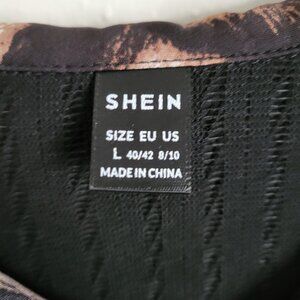 SHEIN
SIZE EU US
L 40/42 8/10
MADE IN CHINA